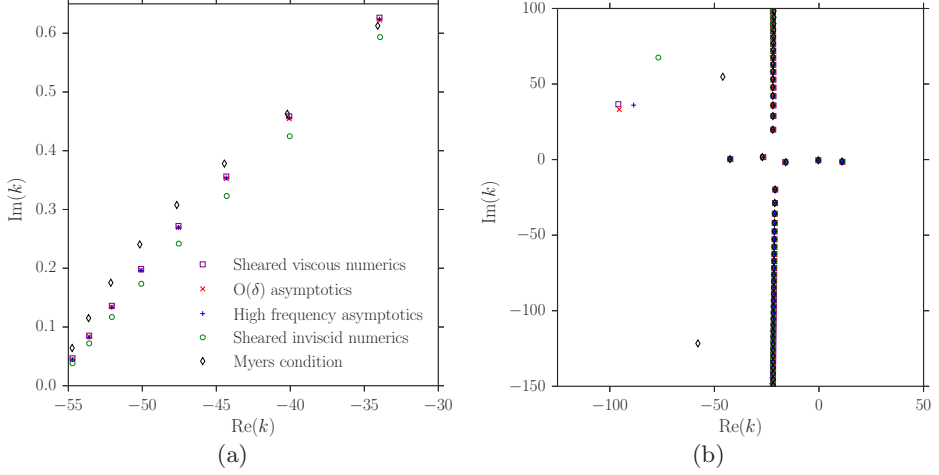 0.6
0.5
0.4
0.3
0.2
0.1
0.0
Im(k)
−55
−50
−45
−40
−35
−30
Re(k)
Sheared viscous numerics
O(δ) asymptotics
High frequency asymptotics
Sheared inviscid numerics
Myers condition
(a)
100
50
0
−50
−100
−150
Im(k)
−100
−50
0
50
Re(k)
(b)